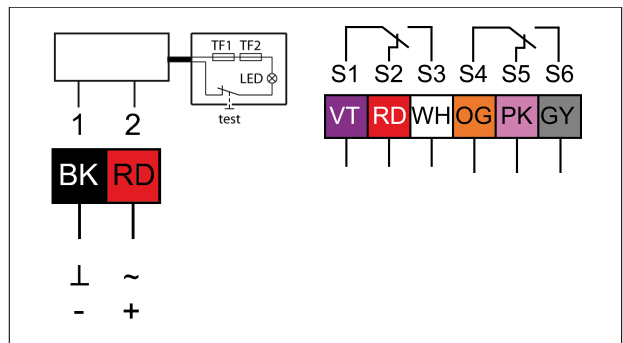 TF1 TF2
LED
test
1 2
BK RD
⊥ ~
- +
S1 S2 S3 S4 S5 S6
VT RD WH OG PK GY